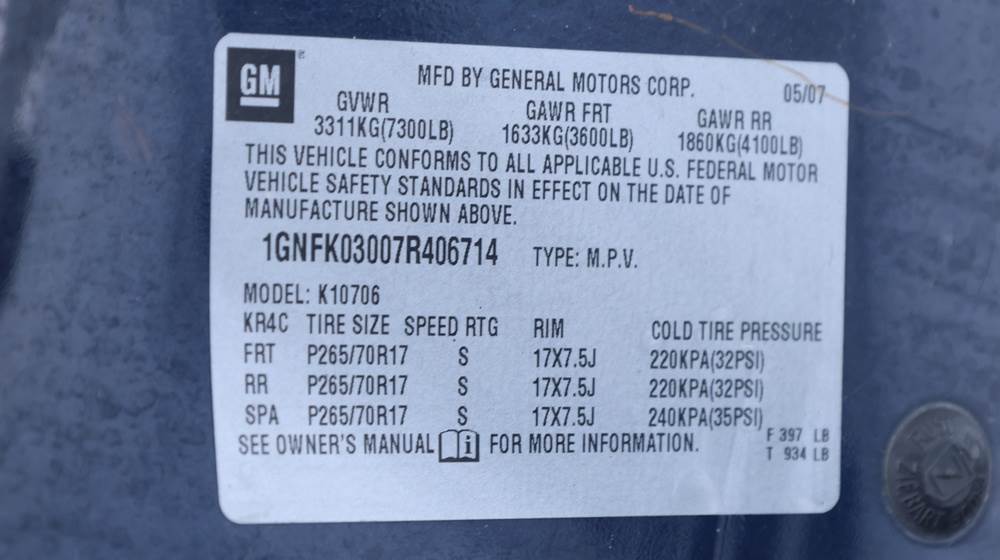 GM
MFD BY GENERAL MOTORS CORP. 05/07
GVWR GAWR FRT GAWR RR
3311KG(7300LB) 1633KG(3600LB) 1860KG(4100LB)
THIS VEHICLE CONFORMS TO ALL APPLICABLE U.S. FEDERAL MOTOR
VEHICLE SAFETY STANDARDS IN EFFECT ON THE DATE OF
MANUFACTURE SHOWN ABOVE.
1GNFK03007R406714 TYPE: M.P.V.
MODEL: K10706
KR4C TIRE SIZE SPEED RTG RIM COLD TIRE PRESSURE
FRT P265/70R17 S 17X7.5J 220KPA(32PSI)
RR P265/70R17 S 17X7.5J 220KPA(32PSI)
SPA P265/70R17 S 17X7.5J 240KPA(35PSI)
SEE OWNER'S MANUAL i FOR MORE INFORMATION.
F 397 LB
T 934 LB